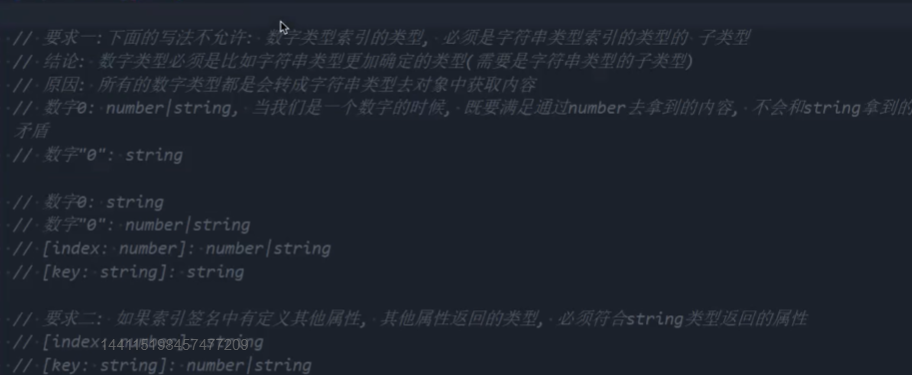 // 要求一:下面的写法不允许: 数字类型索引的类型, 必须是字符串类型索引的类型的 子类型
// 结论: 数字类型必须是比如字符串类型更加确定的类型(需要是字符串类型的子类型)
// 原因: 所有的数字类型都是会转成字符串类型去对象中获取内容
// 数字0: number|string, 当我们是一个数字的时候, 既要满足通过number去拿到的内容, 不会和string拿到的
矛盾
// 数字"0": string
// 数字0: string
// 数字"0": number|string
// [index: number]: number|string
// [key: string]: string
// 要求二: 如果索引签名中有定义其他属性, 其他属性返回的类型, 必须符合string类型返回的属性
// [index: number]: string
// [key: string]: number|string